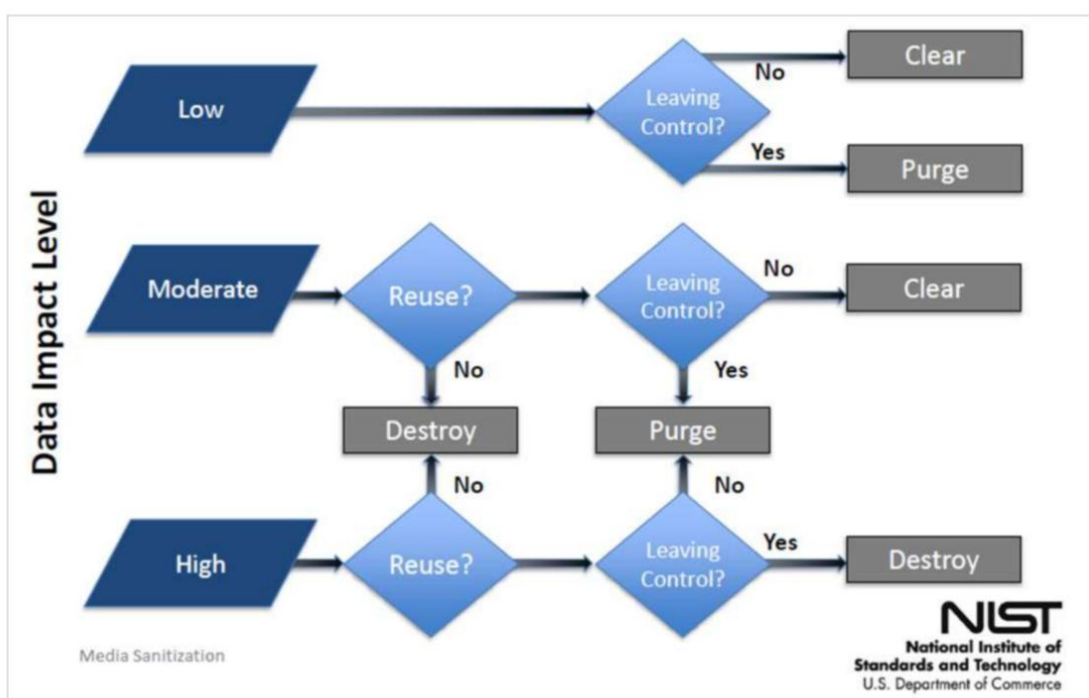 Data Impact Level
Low
Leaving
Control?
No
Clear
Yes
Purge
Moderate
Reuse?
Leaving
Control?
No
Clear
No
Yes
Destroy
Purge
No
No
High
Reuse?
Leaving
Control?
Yes
Destroy
Media Sanitization
NIST
National Institute of
Standards and Technology
U.S. Department of Commerce